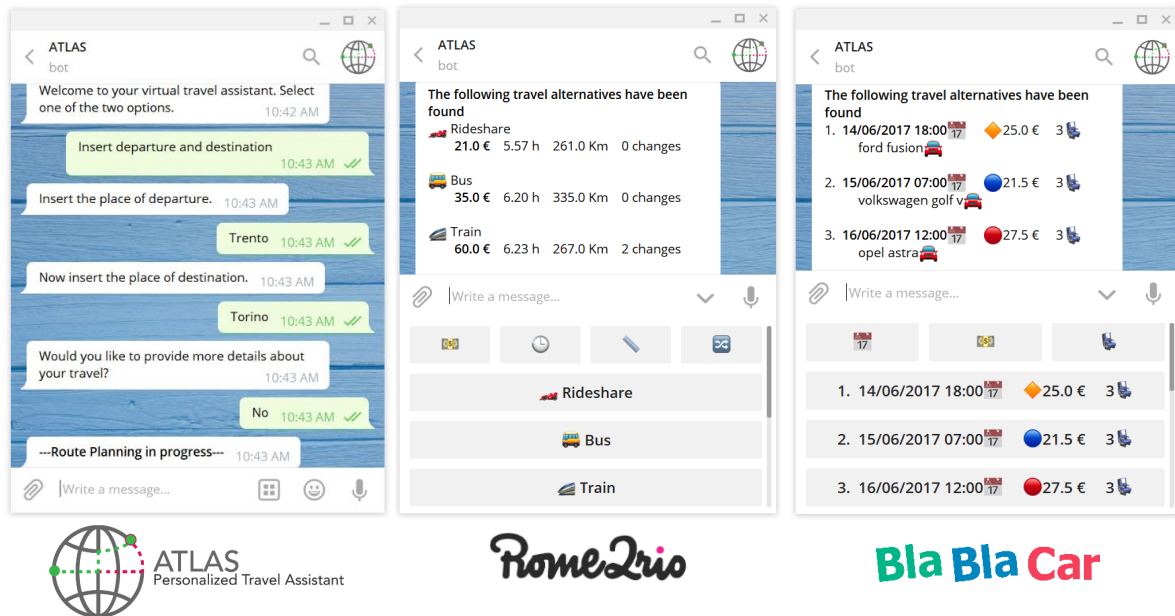 ATLAS
bot
Welcome to your virtual travel assistant. Select
one of the two options.
10:42 AM
Insert departure and destination
10:43 AM
Insert the place of departure. 10:43 AM
Trento 10:43 AM
Now insert the place of destination. 10:43 AM
Torino 10:43 AM
Would you like to provide more details about
your travel?
10:43 AM
No 10:43 AM
---Route Planning in progress--- 10:43 AM
Write a message...
ATLAS
Personalized Travel Assistant
ATLAS
bot
The following travel alternatives have been
found
Rideshare
21.0 € 5.57 h 261.0 Km 0 changes
Bus
35.0 € 6.20 h 335.0 Km 0 changes
Train
60.0 € 6.23 h 267.0 Km 2 changes
Write a message...
Rideshare
Bus
Train
Rome2rio
ATLAS
bot
The following travel alternatives have been
found
1. 14/06/2017 18:00 17 25.0 € 3
ford fusion
2. 15/06/2017 07:00 17 21.5 € 3
volkswagen golf v
3. 16/06/2017 12:00 17 27.5 € 3
opel astra
Write a message...
17
1. 14/06/2017 18:00 17 25.0 € 3
2. 15/06/2017 07:00 17 21.5 € 3
3. 16/06/2017 12:00 17 27.5 € 3
Bla Bla Car